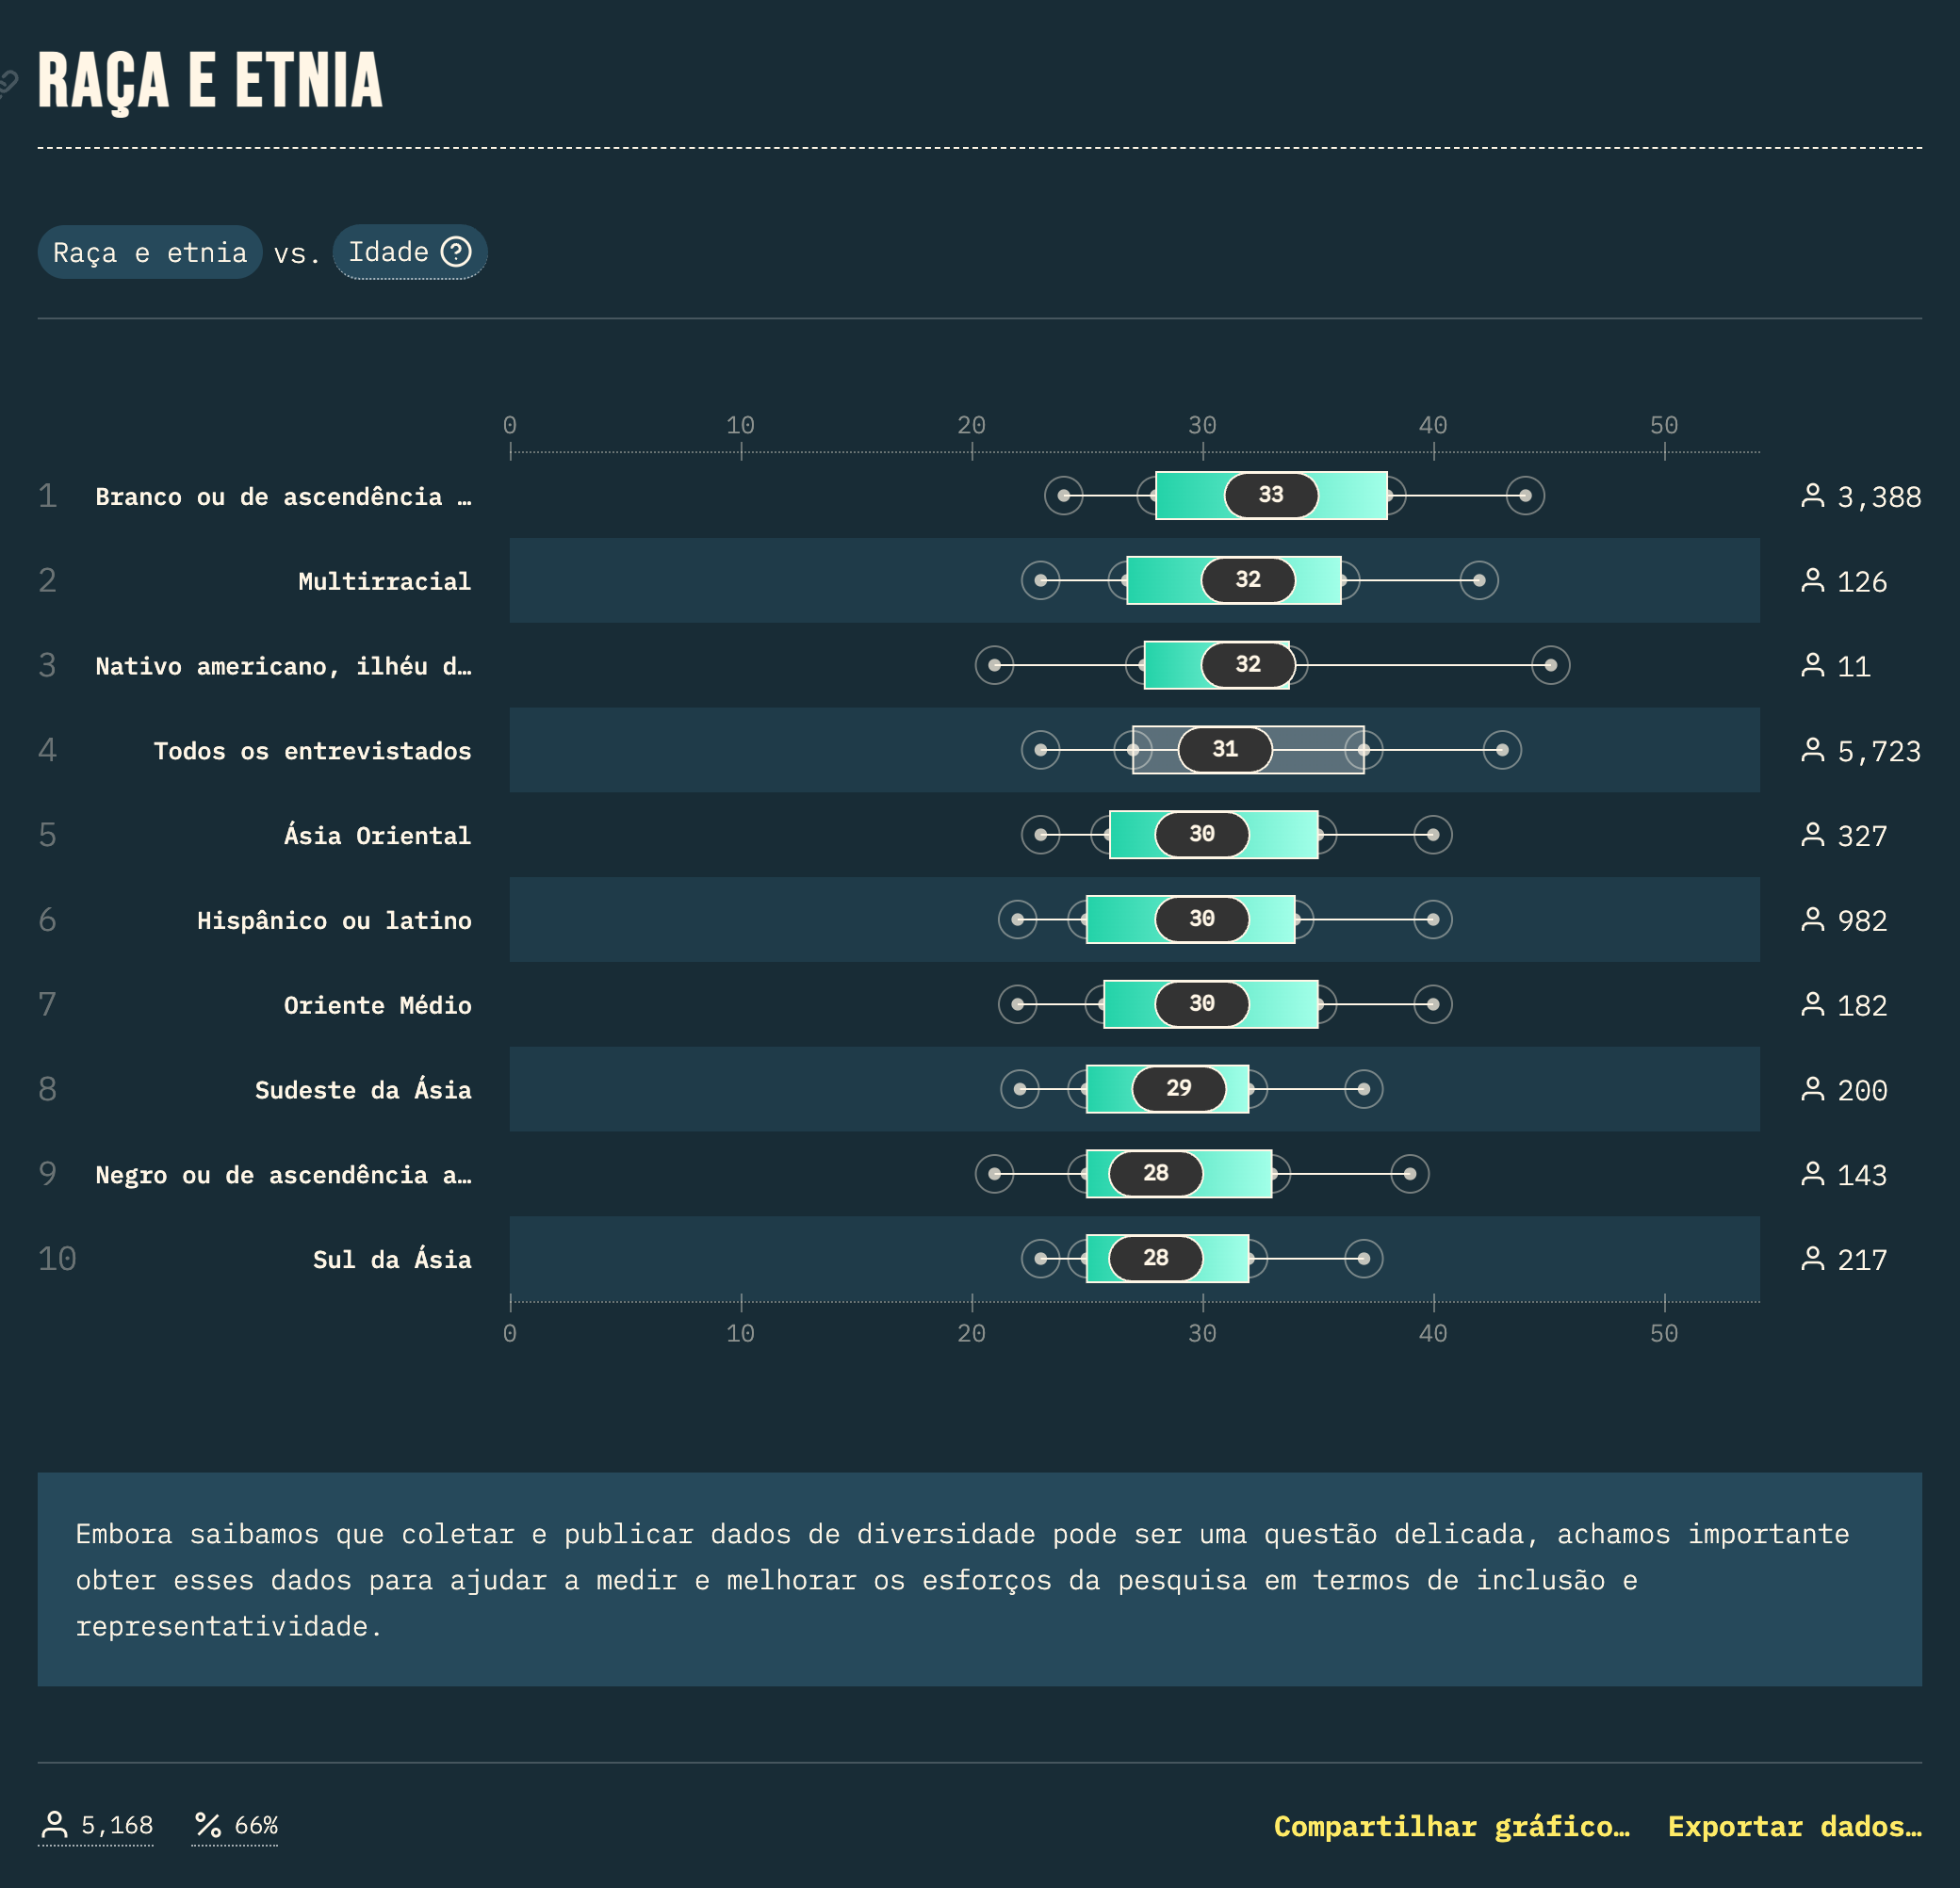 RAÇA E ETNIA
Raça e etnia vs. Idade
0 10 20 30 40 50
1 Branco ou de ascendência … 33 3,388
2 Multirracial 32 126
3 Nativo americano, ilhéu d… 32 11
4 Todos os entrevistados 31 5,723
5 Ásia Oriental 30 327
6 Hispânico ou latino 30 982
7 Oriente Médio 30 182
8 Sudeste da Ásia 29 200
9 Negro ou de ascendência a… 28 143
10 Sul da Ásia 28 217
0 10 20 30 40 50
Embora saibamos que coletar e publicar dados de diversidade pode ser uma questão delicada, achamos importante
obter esses dados para ajudar a medir e melhorar os esforços da pesquisa em termos de inclusão e
representatividade.
5,168 66% Compartilhar gráfico… Exportar dados…